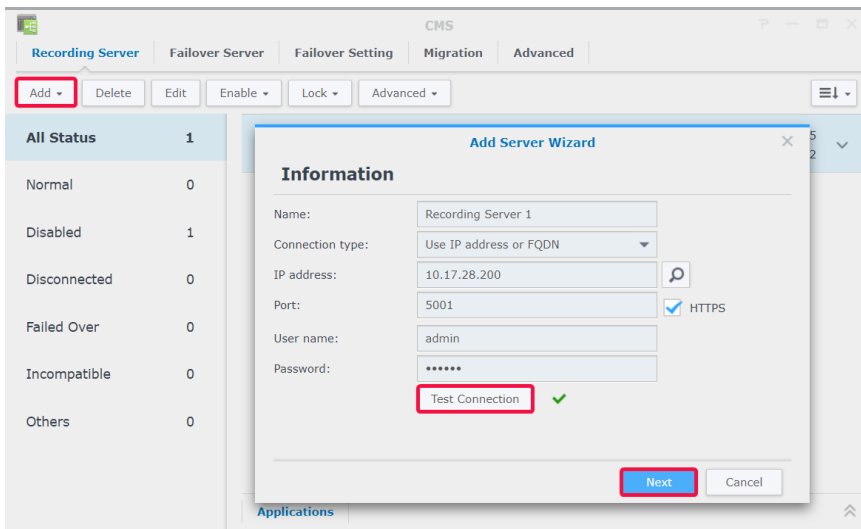 CMS
Recording Server Failover Server Failover Setting Migration Advanced
Add Delete Edit Enable Lock Advanced
All Status 1
Normal 0
Disabled 1
Disconnected 0
Failed Over 0
Incompatible 0
Others 0
5
2
Add Server Wizard
Information
Name: Recording Server 1
Connection type: Use IP address or FQDN
IP address: 10.17.28.200
Port: 5001 HTTPS
User name: admin
Password: ••••••
Test Connection
Next Cancel
Applications